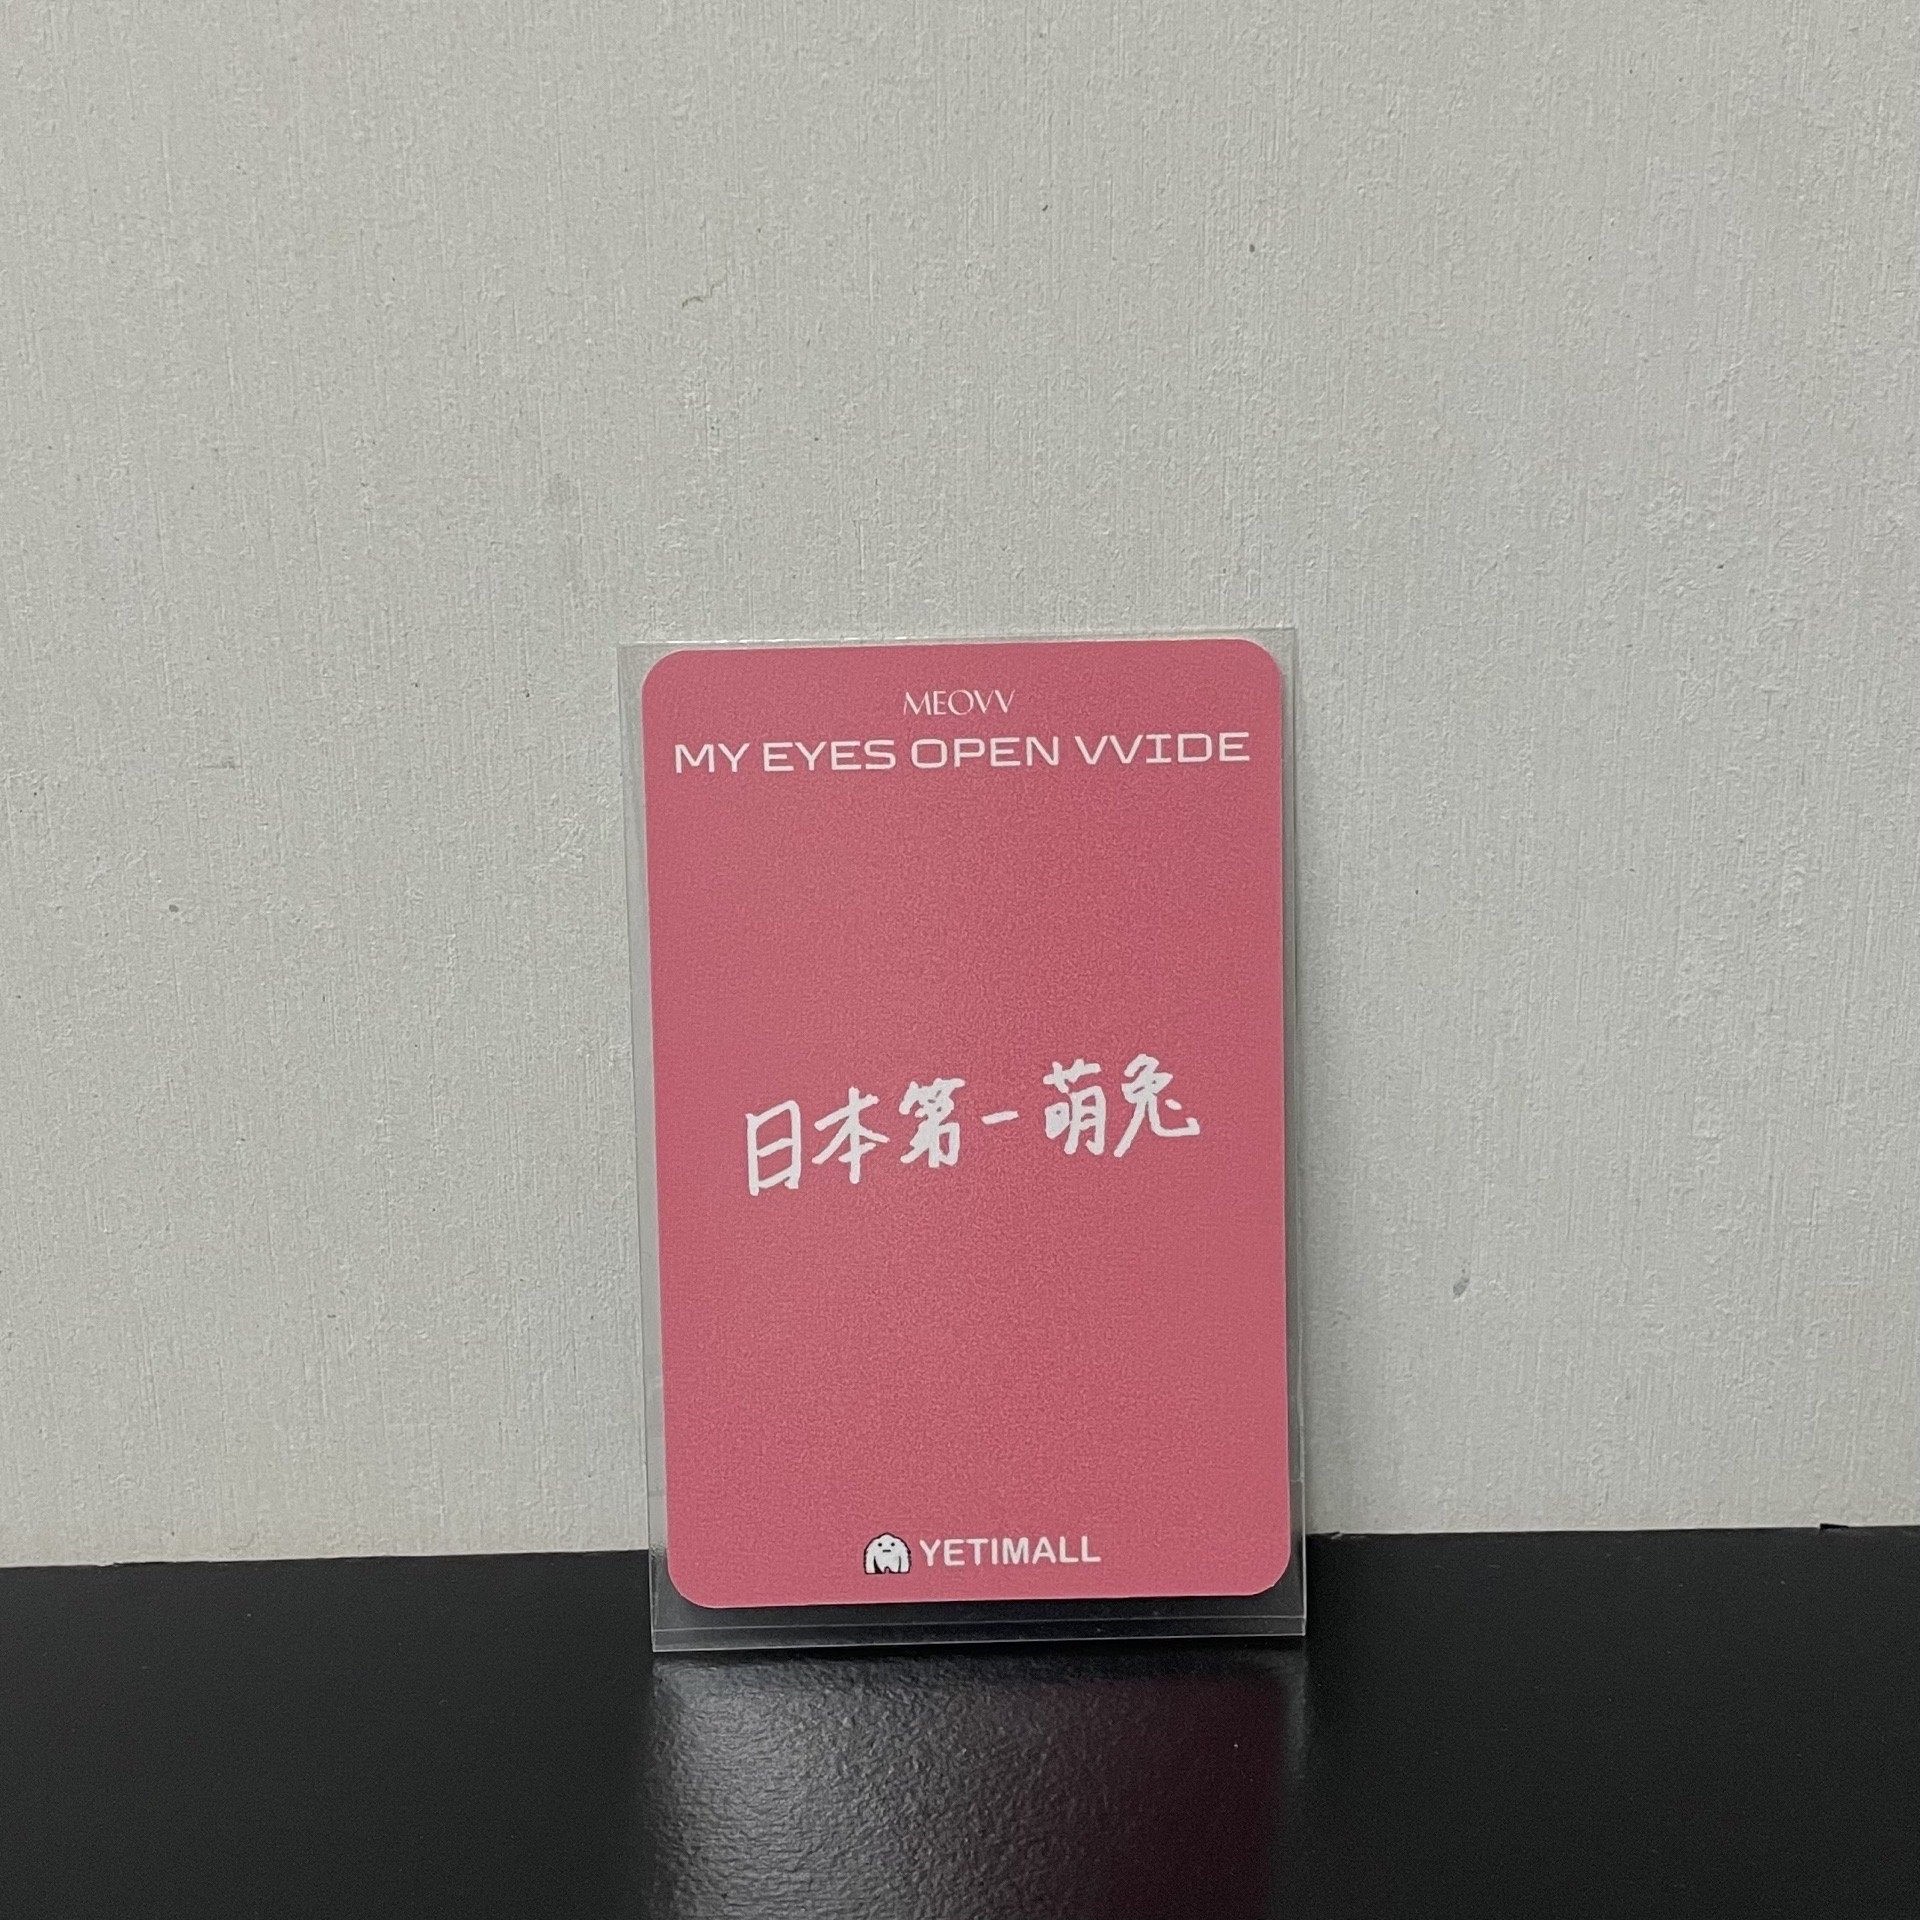 MEOVV
MY EYES OPEN VVIDE
日本第一萌兔
YETIMALL